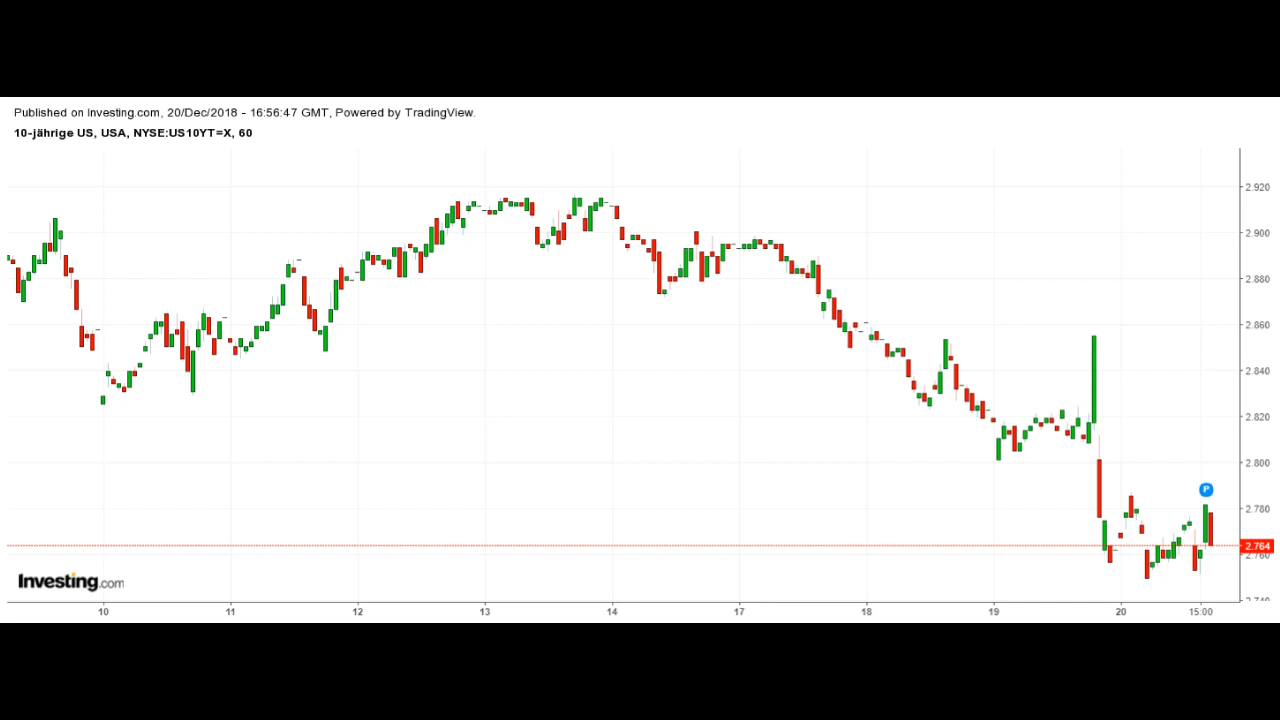 Published on Investing.com, 20/Dec/2018 - 16:56:47 GMT, Powered by TradingView.
10-jährige US, USA, NYSE:US10YT=X, 60
2.920
2.900
2.880
2.860
2.840
2.820
2.800
P
2.780
2.764
2.760
Investing.com
2.740
10 11 12 13 14 17 18 19 20 15:00